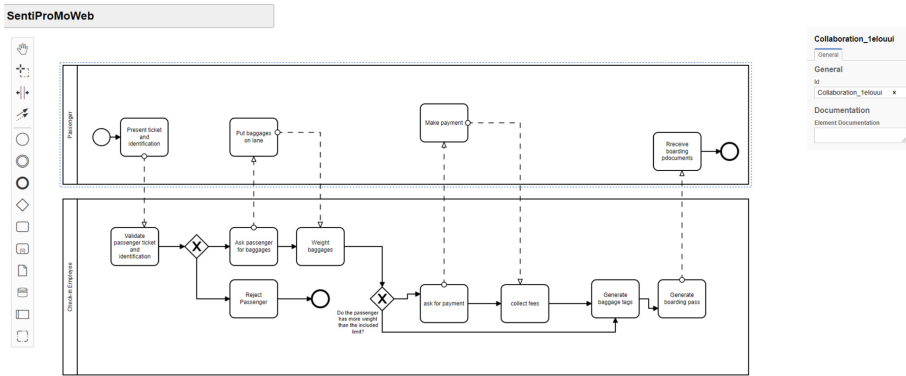 SentiProMoWeb
Collaboration_1elouui
General
General
Id
Collaboration_1elouui ×
Documentation
Element Documentation
Passenger
Present ticket
and
identification
Put baggages
on lane
Make payment
Rreceive
boarding
pdocuments
Check-in Employee
Validate
passenger ticket
and
identification
X
Ask passenger
for baggages
Weight
baggages
Reject
Passenger
X
Do the passenger
has more weight
than the included
limit?
ask for payment
collect fees
Generate
baggage tags
Generate
boarding pass